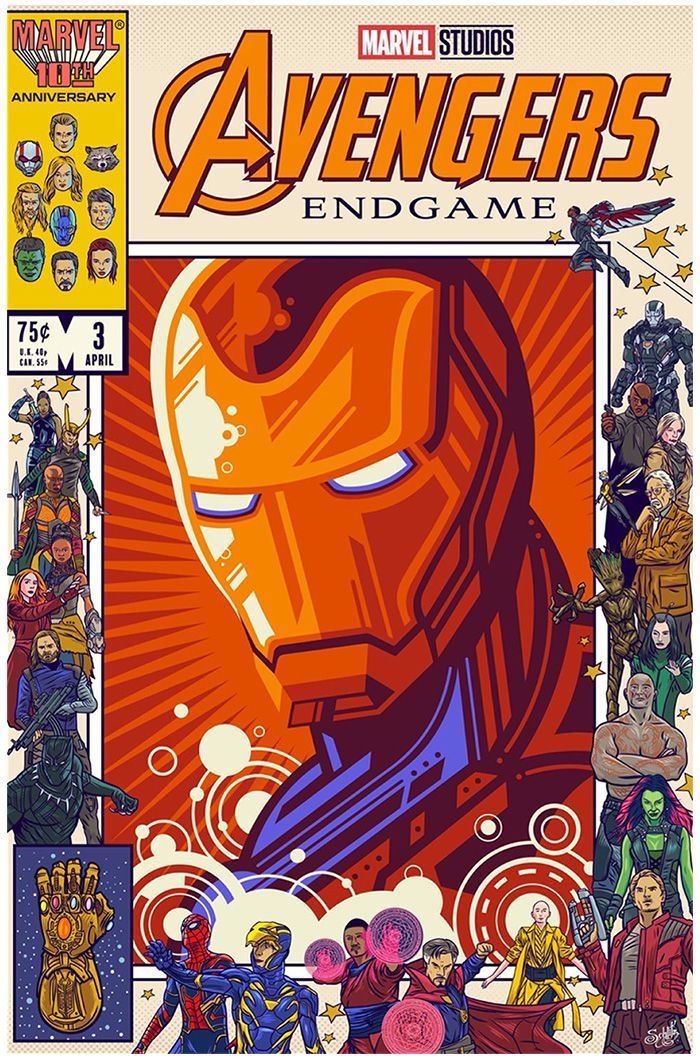 MARVEL®
10TH
ANNIVERSARY
MARVEL STUDIOS
AVENGERS
ENDGAME
75¢
U.K. 40p
CAN. 55¢
M
3
APRIL